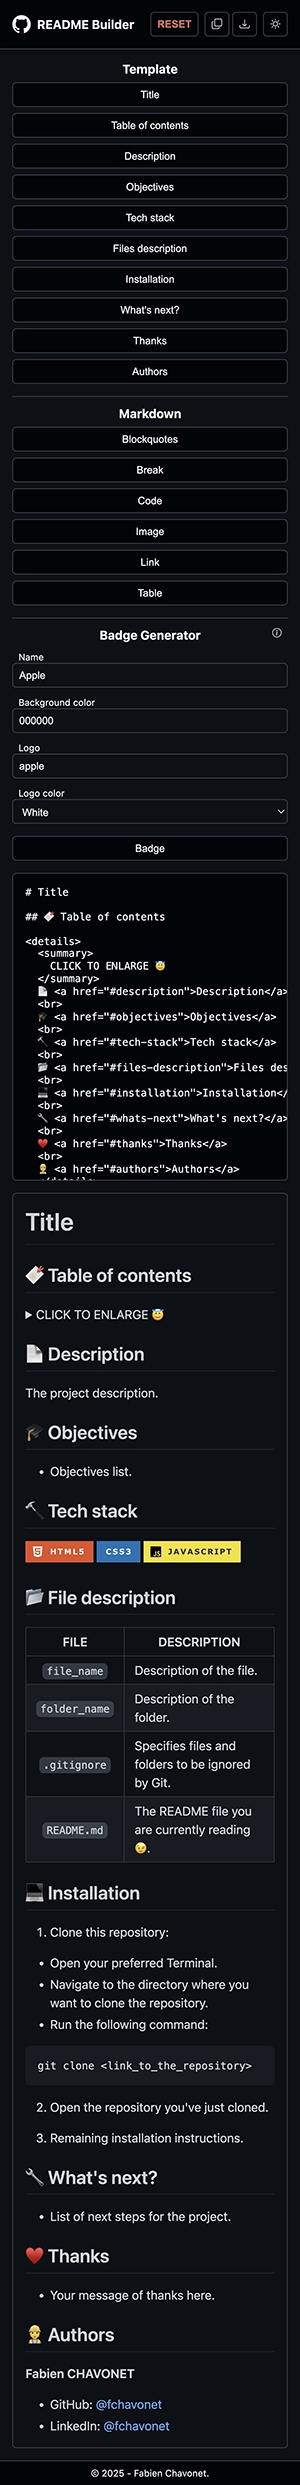 README Builder
RESET
Template
Title
Table of contents
Description
Objectives
Tech stack
Files description
Installation
What's next?
Thanks
Authors
Markdown
Blockquotes
Break
Code
Image
Link
Table
Badge Generator
Name
Apple
Background color
000000
Logo
apple
Logo color
White
Badge
# Title
## 🔖 Table of contents
<details>
<summary>
CLICK TO ENLARGE 😇
</summary>
📄 <a href="#description">Description</a>
<br>
🎓 <a href="#objectives">Objectives</a>
<br>
🔨 <a href="#tech-stack">Tech stack</a>
<br>
📂 <a href="#files-description">Files des
<br>
💻 <a href="#installation">Installation</
<br>
🔧 <a href="#whats-next">What's next?</a>
<br>
♥️ <a href="#thanks">Thanks</a>
<br>
👷 <a href="#authors">Authors</a>
</details>
Title
🔖 Table of contents
▶ CLICK TO ENLARGE 😇
📄 Description
The project description.
🎓 Objectives
• Objectives list.
🔨 Tech stack
HTML5 CSS3 JAVASCRIPT
📂 File description
FILE DESCRIPTION
file_name Description of the file.
folder_name Description of the
folder.
.gitignore Specifies files and
folders to be ignored
by Git.
README.md The README file you
are currently reading
😉.
💻 Installation
1. Clone this repository:
• Open your preferred Terminal.
• Navigate to the directory where you
want to clone the repository.
• Run the following command:
git clone <link_to_the_repository>
2. Open the repository you've just cloned.
3. Remaining installation instructions.
🔧 What's next?
• List of next steps for the project.
♥️ Thanks
• Your message of thanks here.
👷 Authors
Fabien CHAVONET
• GitHub: @fchavonet
• LinkedIn: @fchavonet
© 2025 - Fabien Chavonet.